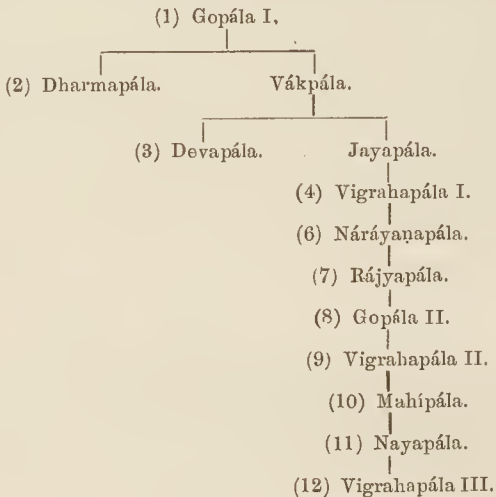 (1) Gopála I.
(2) Dharmapála. Vákpála.
(3) Devapála. Jayapála.
(4) Vigrahapála I.
(6) Náráyaṇapála.
(7) Rájyapála.
(8) Gopála II.
(9) Vigrahapála II.
(10) Mahípála.
(11) Nayapála.
(12) Vigrahapála III.